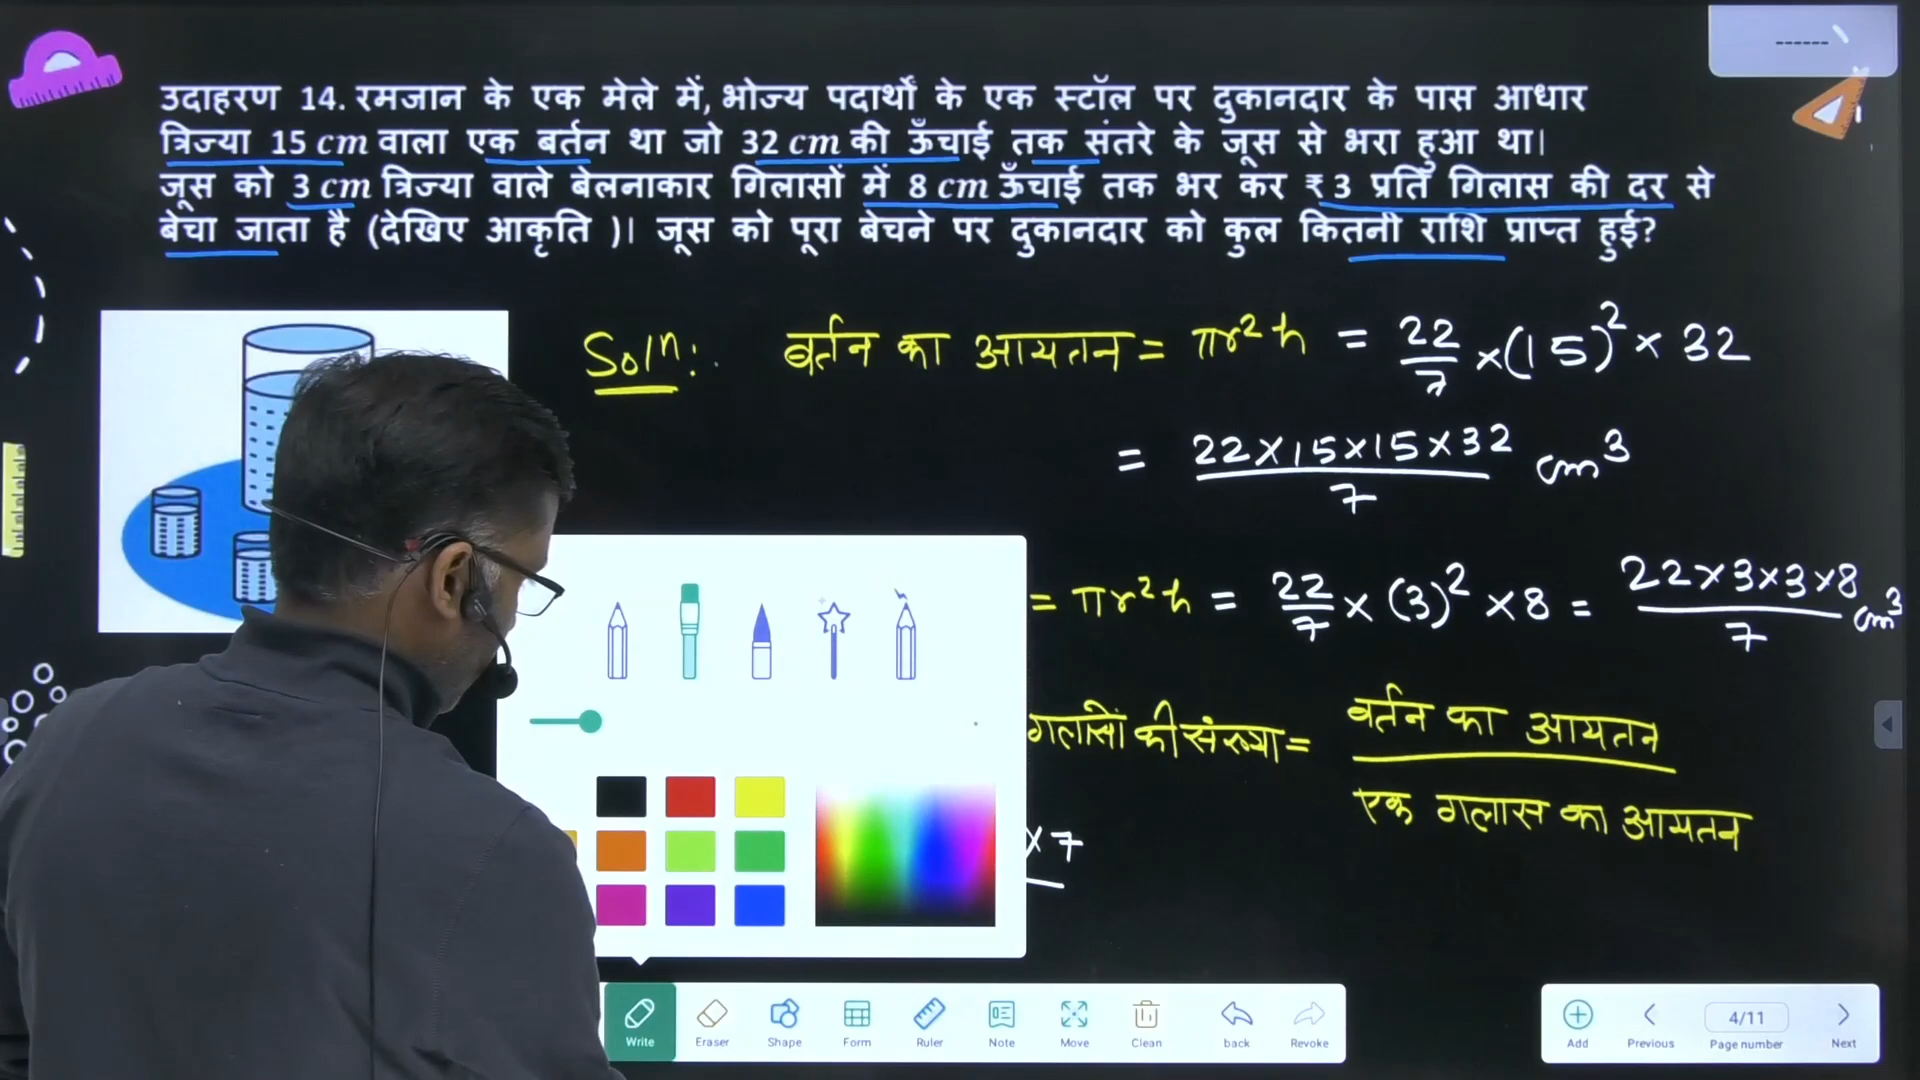 उदाहरण 14. रमजान के एक मेले में, भोज्य पदार्थों के एक स्टॉल पर दुकानदार के पास आधार
त्रिज्या 15 cm वाला एक बर्तन था जो 32 cm की ऊँचाई तक संतरे के जूस से भरा हुआ था।
जूस को 3 cm त्रिज्या वाले बेलनाकार गिलासों में 8 cm ऊँचाई तक भर कर ₹ 3 प्रति गिलास की दर से
बेचा जाता है (देखिए आकृति )। जूस को पूरा बेचने पर दुकानदार को कुल कितनी राशि प्राप्त हुई?
Solⁿ: बर्तन का आयतन = πr²h = 22/7 × (15)² × 32
= 22×15×15×32/7 cm³
= πr²h = 22/7 × (3)² × 8 = 22×3×3×8/7 cm³
गलासों की संख्या = बर्तन का आयतन
एक गलास का आयतन
× 7
Write Eraser Shape Form Ruler Note Move Clean back Revoke
Add Previous 4/11 Page number Next